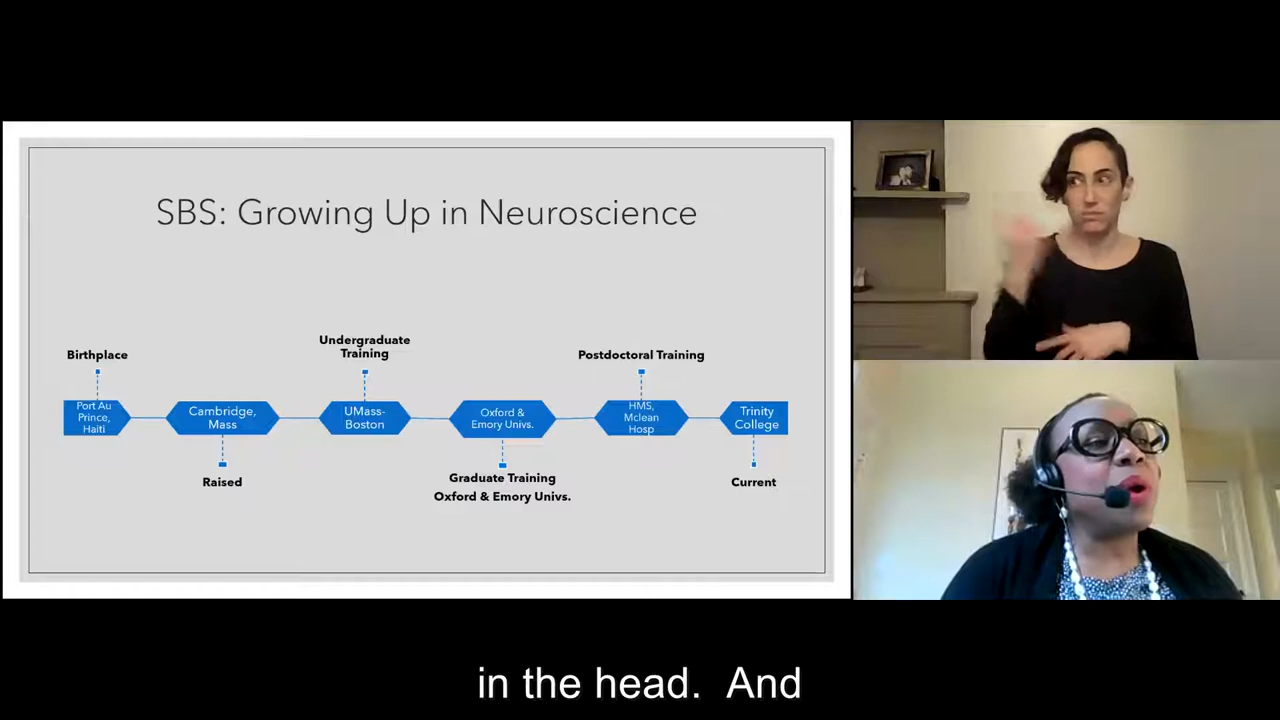 SBS: Growing Up in Neuroscience
Birthplace
Undergraduate
Training
Postdoctoral Training
Port Au
Prince,
Haiti
Cambridge,
Mass
UMass-
Boston
Oxford &
Emory Univs.
HMS,
Mclean
Hosp
Trinity
College
Raised
Graduate Training
Oxford & Emory Univs.
Current
in the head.  And